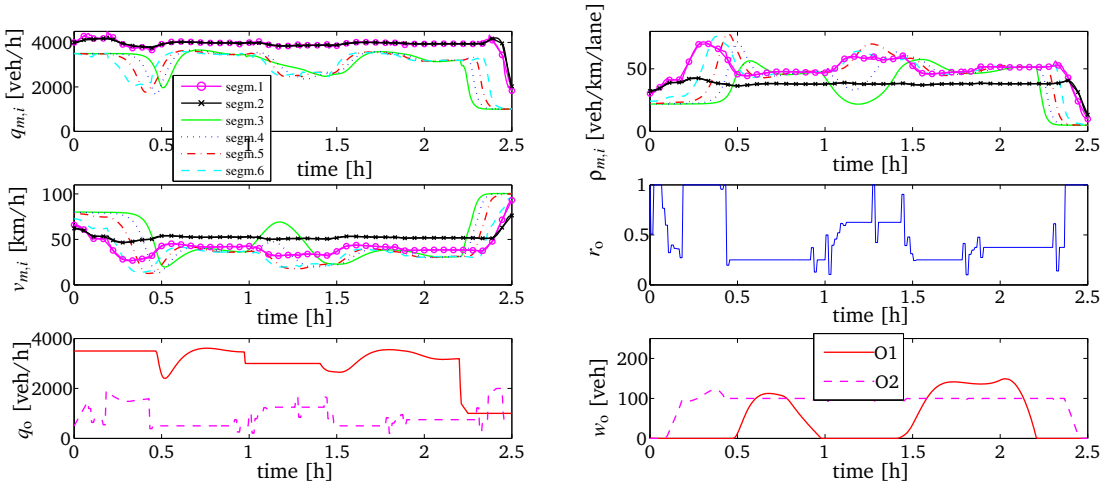 4000
2000
0
q_{m,i} [veh/h]
segm.1
segm.2
segm.3
segm.4
segm.5
segm.6
0 0.5 1 1.5 2 2.5
time [h]
100
50
0
v_{m,i} [km/h]
0 0.5 1 1.5 2 2.5
time [h]
4000
2000
0
q_o [veh/h]
0 0.5 1 1.5 2 2.5
time [h]
50
0
ρ_{m,i} [veh/km/lane]
0 0.5 1 1.5 2 2.5
time [h]
1
0.5
0
r_o
0 0.5 1 1.5 2 2.5
time [h]
200
100
0
w_o [veh]
O1
O2
0 0.5 1 1.5 2 2.5
time [h]